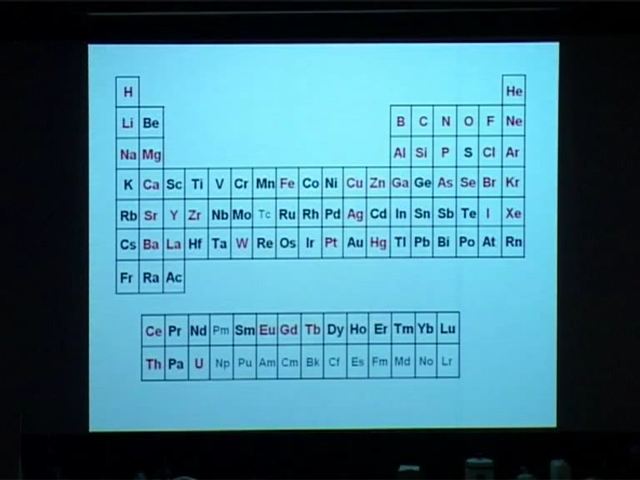 H He
Li Be B C N O F Ne
Na Mg Al Si P S Cl Ar
K Ca Sc Ti V Cr Mn Fe Co Ni Cu Zn Ga Ge As Se Br Kr
Rb Sr Y Zr Nb Mo Tc Ru Rh Pd Ag Cd In Sn Sb Te I Xe
Cs Ba La Hf Ta W Re Os Ir Pt Au Hg Tl Pb Bi Po At Rn
Fr Ra Ac
Ce Pr Nd Pm Sm Eu Gd Tb Dy Ho Er Tm Yb Lu
Th Pa U Np Pu Am Cm Bk Cf Es Fm Md No Lr